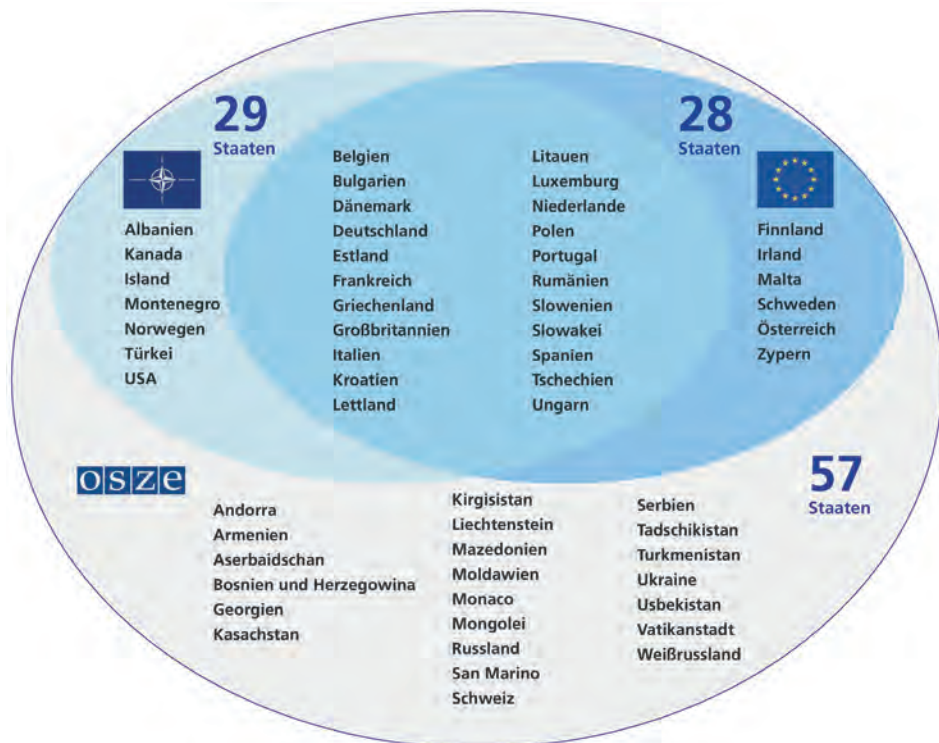 29
Staaten
28
Staaten
Albanien
Kanada
Island
Montenegro
Norwegen
Türkei
USA
Belgien
Bulgarien
Dänemark
Deutschland
Estland
Frankreich
Griechenland
Großbritannien
Italien
Kroatien
Lettland
Litauen
Luxemburg
Niederlande
Polen
Portugal
Rumänien
Slowenien
Slowakei
Spanien
Tschechien
Ungarn
Finnland
Irland
Malta
Schweden
Österreich
Zypern
osze
57
Staaten
Andorra
Armenien
Aserbaidschan
Bosnien und Herzegowina
Georgien
Kasachstan
Kirgisistan
Liechtenstein
Mazedonien
Moldawien
Monaco
Mongolei
Russland
San Marino
Schweiz
Serbien
Tadschikistan
Turkmenistan
Ukraine
Usbekistan
Vatikanstadt
Weißrussland